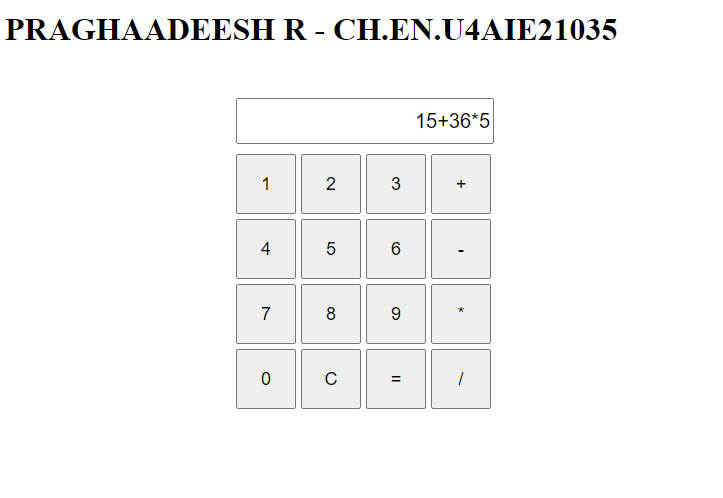 PRAGHAADEESH R - CH.EN.U4AIE21035
15+36*5
1 2 3 +
4 5 6 -
7 8 9 *
0 C = /